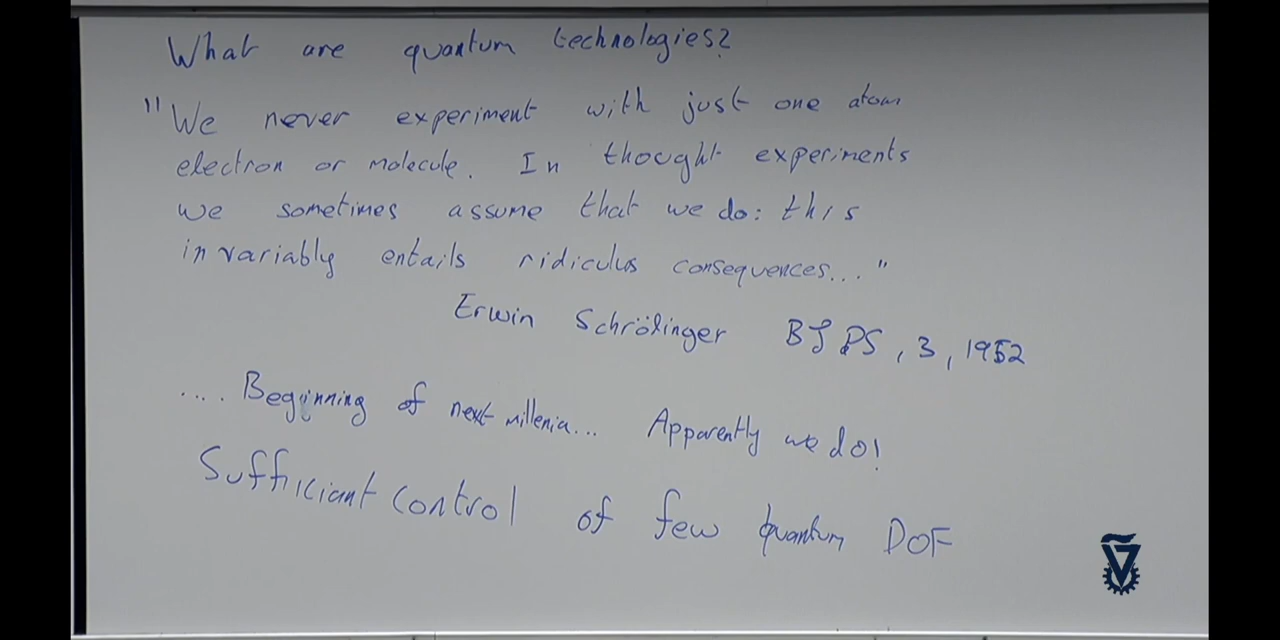 What are quantum technologies?
"We never experiment with just one atom
electron or molecule. In thought experiments
we sometimes assume that we do: this
invariably entails ridiculus consequences..."
Erwin Schrödinger BJPS, 3, 1952
.... Beginning of next millenia... Apparently we do!
Sufficiant control of few quantum DOF